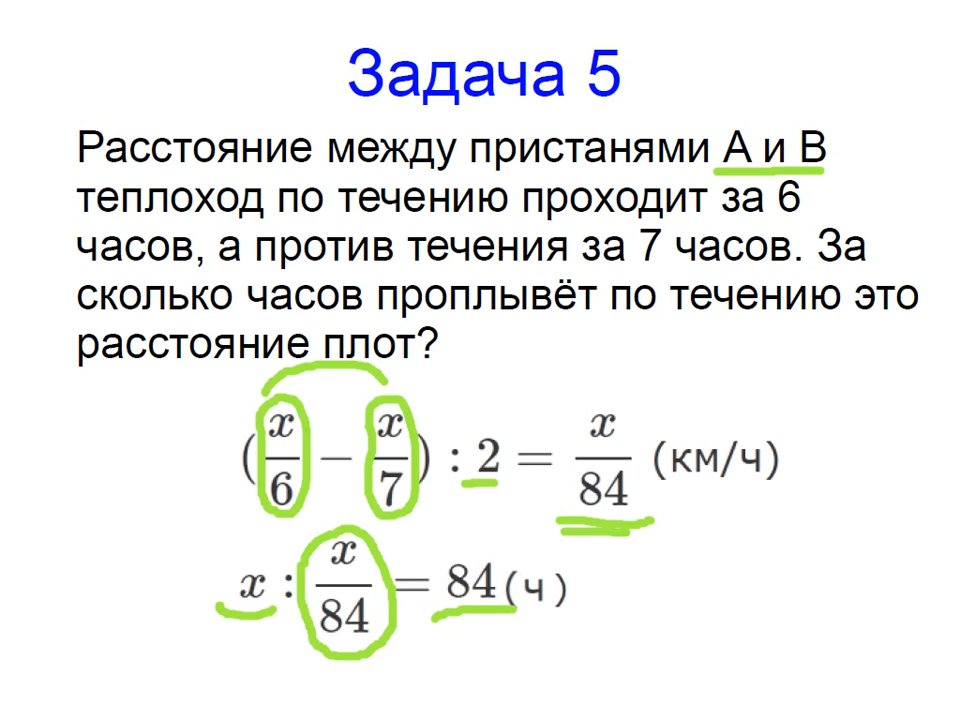 Задача 5
Расстояние между пристанями А и В
теплоход по течению проходит за 6
часов, а против течения за 7 часов. За
сколько часов проплывёт по течению это
расстояние плот?
(x/6 − x/7) : 2 = x/84 (км/ч)
x : x/84 = 84 (ч)